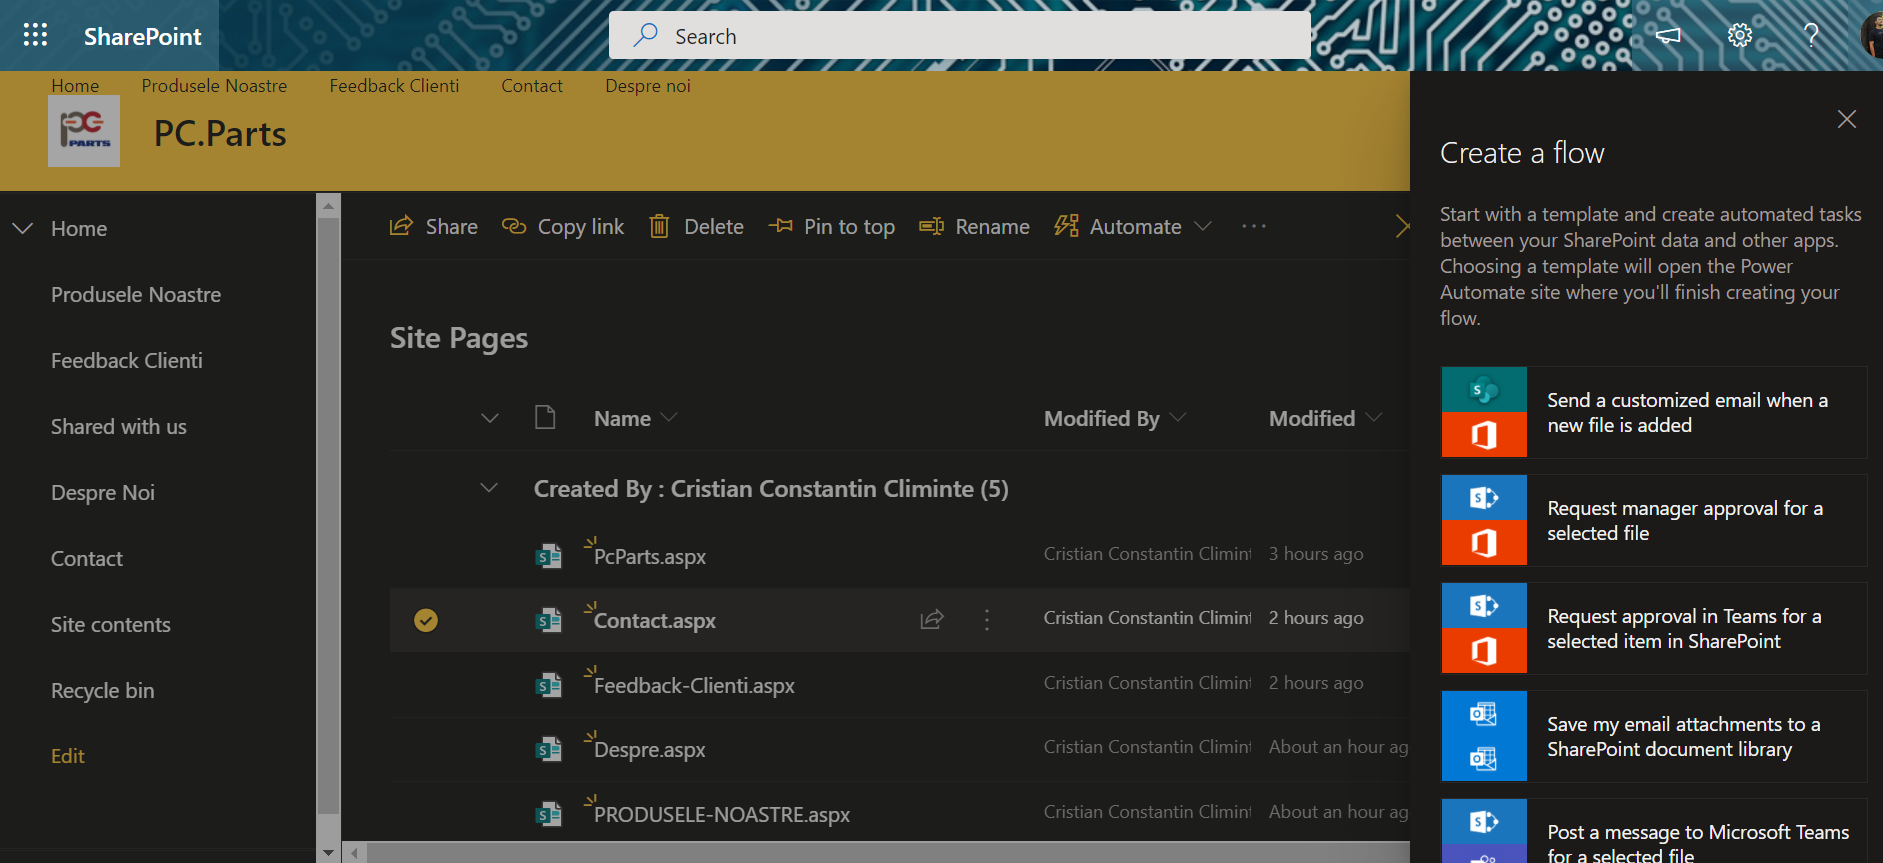 SharePoint
Search
Home Produsele Noastre Feedback Clienti Contact Despre noi
PC PARTS
PC.Parts
Home
Produsele Noastre
Feedback Clienti
Shared with us
Despre Noi
Contact
Site contents
Recycle bin
Edit
Share Copy link Delete Pin to top Rename Automate
Site Pages
Name Modified By Modified
Created By : Cristian Constantin Climinte (5)
PcParts.aspx Cristian Constantin Climint 3 hours ago
Contact.aspx Cristian Constantin Climint 2 hours ago
Feedback-Clienti.aspx Cristian Constantin Climint 2 hours ago
Despre.aspx Cristian Constantin Climint About an hour ag
PRODUSELE-NOASTRE.aspx Cristian Constantin Climint About an hour ag
Create a flow
Start with a template and create automated tasks
between your SharePoint data and other apps.
Choosing a template will open the Power
Automate site where you'll finish creating your
flow.
Send a customized email when a
new file is added
Request manager approval for a
selected file
Request approval in Teams for a
selected item in SharePoint
Save my email attachments to a
SharePoint document library
Post a message to Microsoft Teams
for a selected file